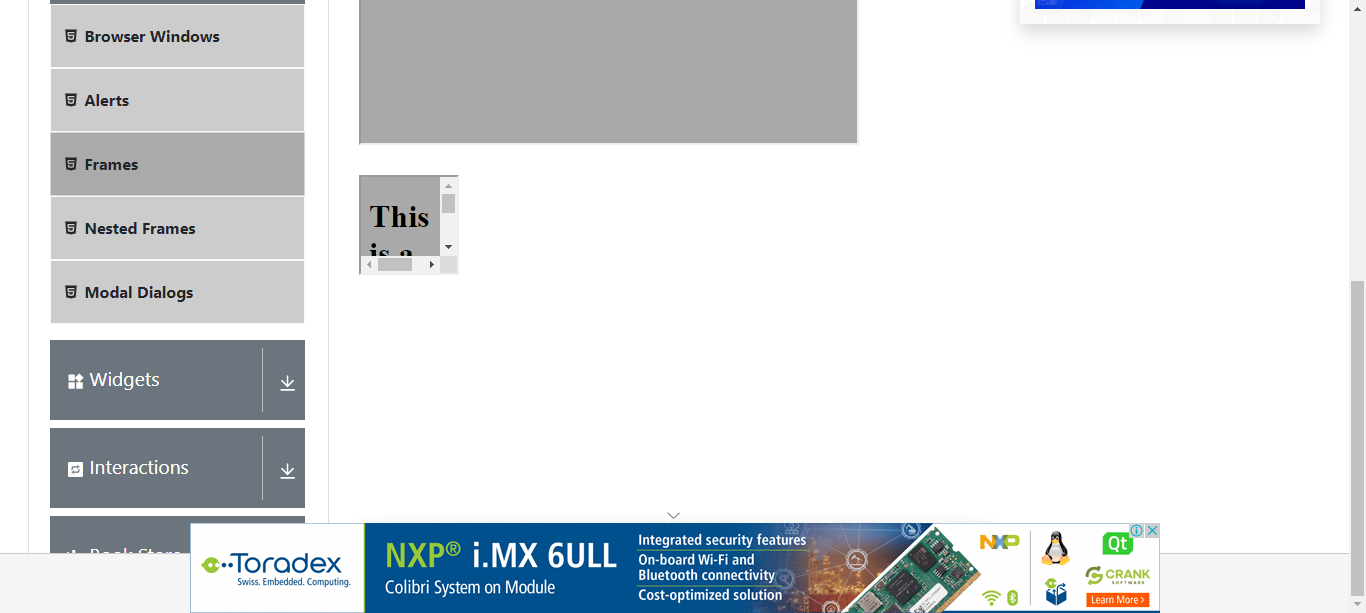 Browser Windows
Alerts
Frames
Nested Frames
Modal Dialogs
This
is a
Widgets
Interactions
Book Store
Toradex
Swiss. Embedded. Computing.
NXP® i.MX 6ULL
Colibri System on Module
Integrated security features
On-board Wi-Fi and
Bluetooth connectivity
Cost-optimized solution
NXP
Qt
CRANK
SOFTWARE
Learn More >